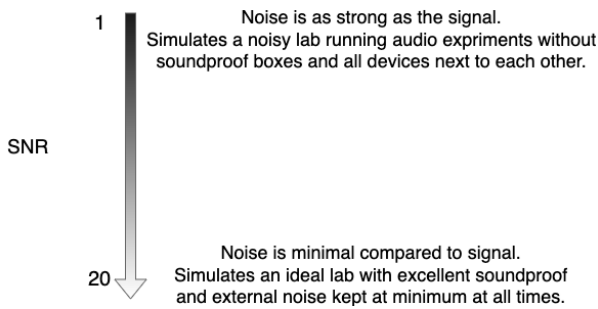 1
Noise is as strong as the signal.
Simulates a noisy lab running audio expriments without
soundproof boxes and all devices next to each other.
SNR
20
Noise is minimal compared to signal.
Simulates an ideal lab with excellent soundproof
and external noise kept at minimum at all times.